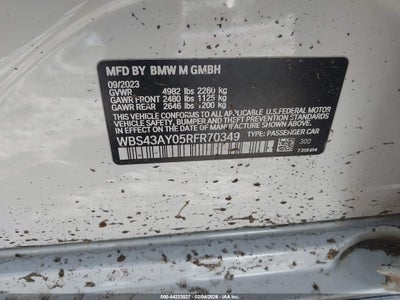 MFD BY BMW M GMBH
09/2023
GVWR 4982 lbs 2260 kg
GAWR FRONT 2480 lbs 1125 kg
GAWR REAR 2646 lbs 1200 kg
THIS VEHICLE CONFORMS TO ALL APPLICABLE U.S. FEDERAL MOTOR
VEHICLE SAFETY, BUMPER, AND THEFT PREVENTION STANDARDS
IN EFFECT ON THE DATE OF MANUFACTURE SHOWN ABOVE.
WBS43AY05RFR70349 TYPE: PASSENGER CAR
300